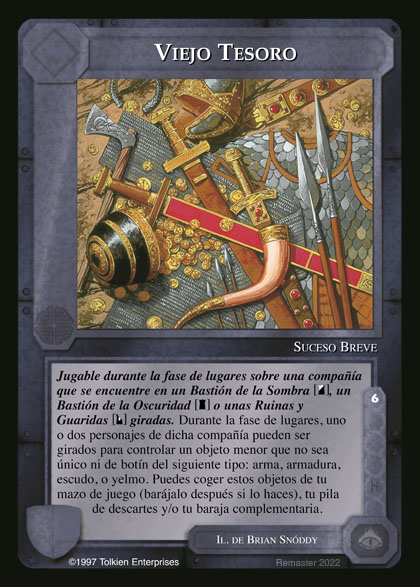 Viejo Tesoro
Suceso Breve
Jugable durante la fase de lugares sobre una compañía
que se encuentre en un Bastión de la Sombra [], un
Bastión de la Oscuridad [] o unas Ruinas y
Guaridas [] giradas. Durante la fase de lugares, uno
o dos personajes de dicha compañía pueden ser
girados para controlar un objeto menor que no sea
único ni de botín del siguiente tipo: arma, armadura,
escudo, o yelmo. Puedes coger estos objetos de tu
mazo de juego (barájalo después si lo haces), tu pila
de descartes y/o tu baraja complementaria.
6
H
Il. de Brian Snóddy
©1997 Tolkien Enterprises
Remaster 2022